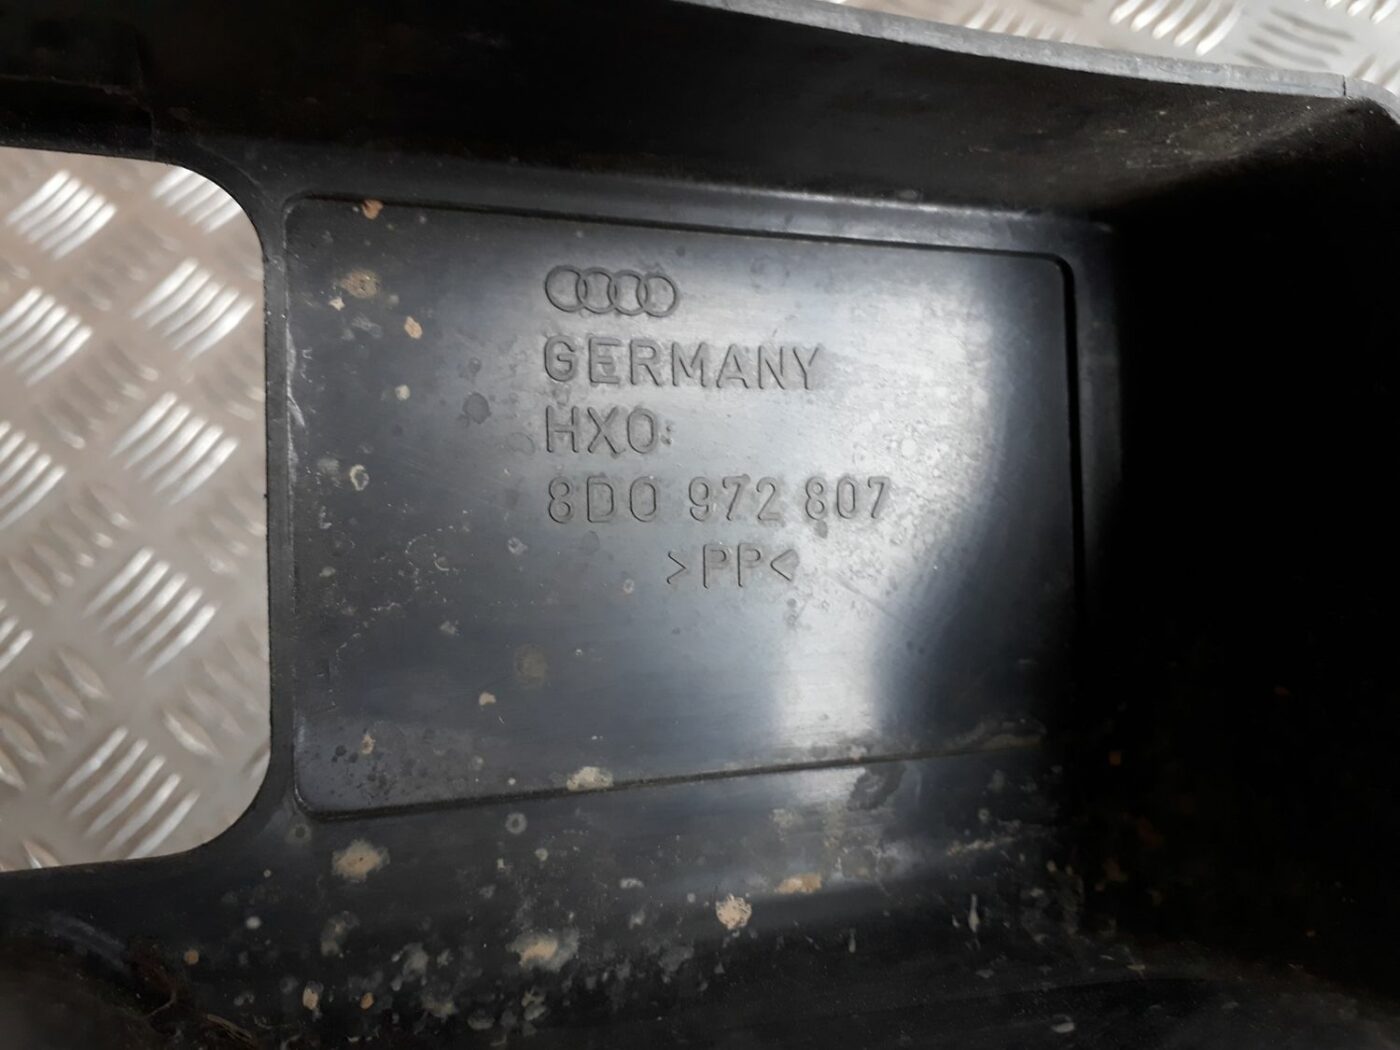 GERMANY
HXO
8D0 972 807
>PP<